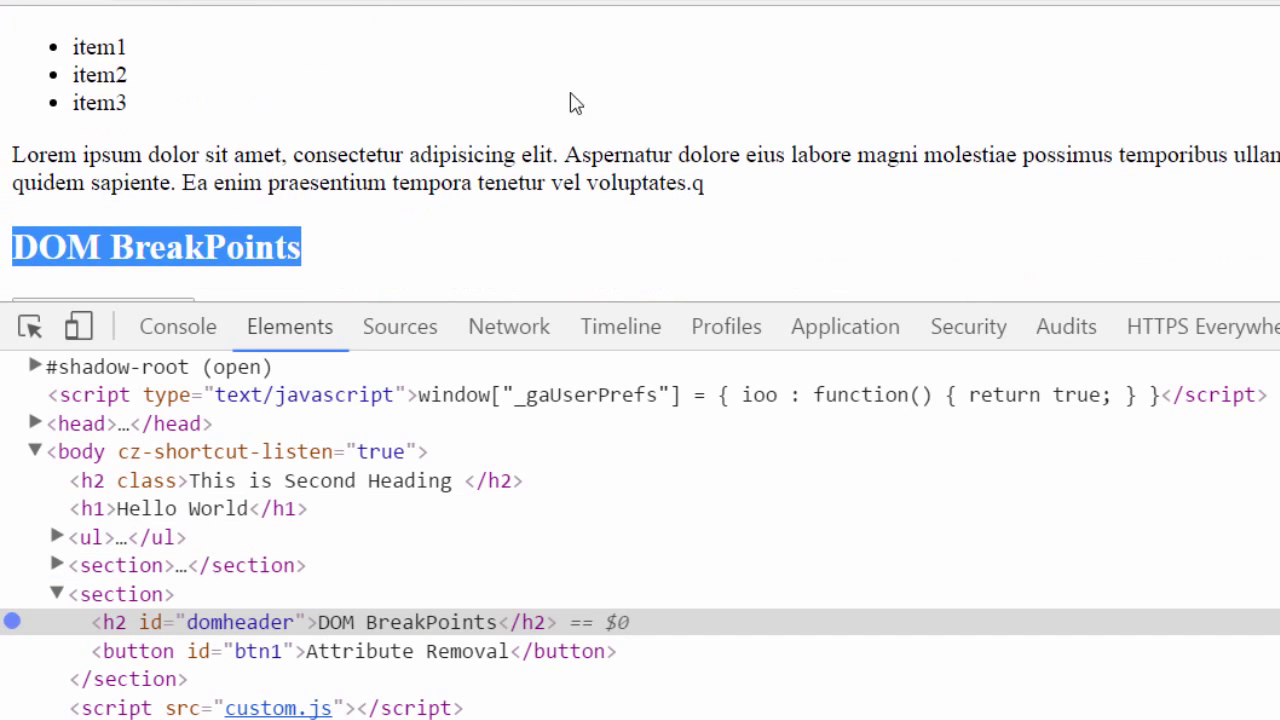 item1
item2
item3
Lorem ipsum dolor sit amet, consectetur adipisicing elit. Aspernatur dolore eius labore magni molestiae possimus temporibus
quidem sapiente. Ea enim praesentium tempora tenetur vel voluptates.q
DOM BreakPoints
Console Elements Sources Network Timeline Profiles Application Security Audits HTTPS
#shadow-root (open)
<script type="text/javascript">window["_gaUserPrefs"] = { ioo : function() { return true; } }</script>
<head>…</head>
<body cz-shortcut-listen="true">
<h2 class>This is Second Heading </h2>
<h1>Hello World</h1>
<ul>…</ul>
<section>…</section>
<section>
<h2 id="domheader">DOM BreakPoints</h2> == $0
<button id="btn1">Attribute Removal</button>
</section>
<script src="custom.js"></script>